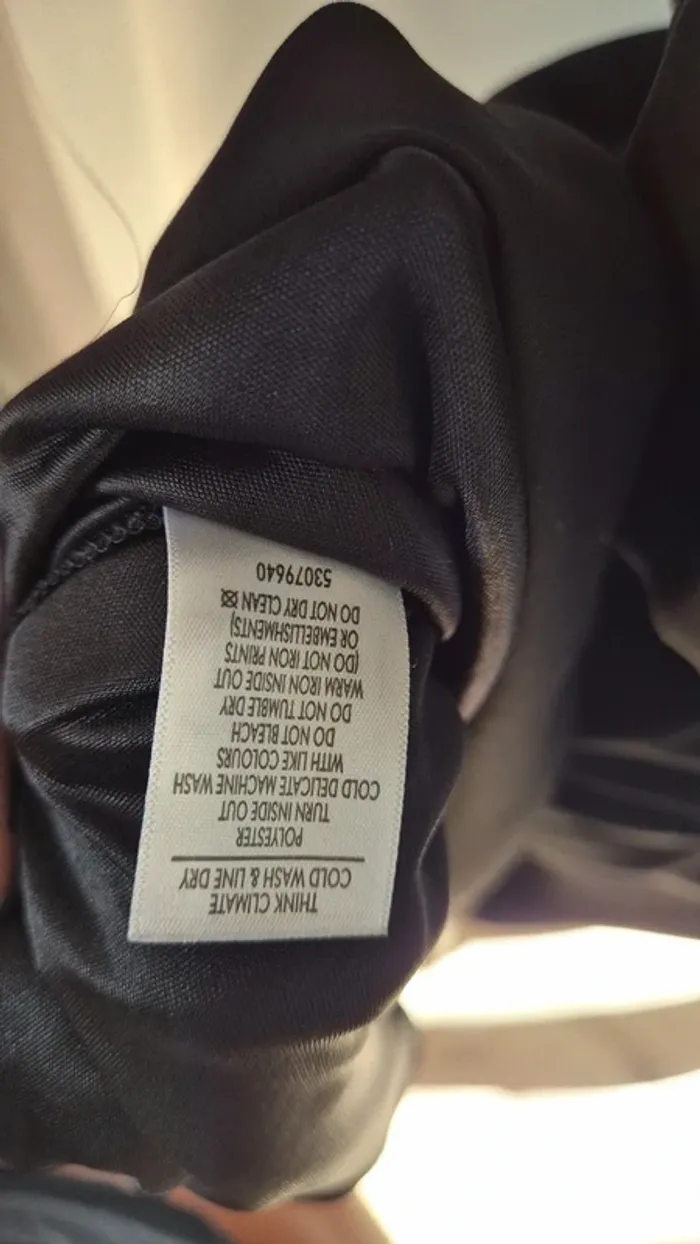 THINK CLIMATE
COLD WASH & LINE DRY
POLYESTER
TURN INSIDE OUT
COLD DELICATE MACHINE WASH
WITH LIKE COLOURS
DO NOT BLEACH
DO NOT TUMBLE DRY
WARM IRON INSIDE OUT
(DO NOT IRON PRINTS
OR EMBELLISHMENTS)
DO NOT DRY CLEAN
53079640